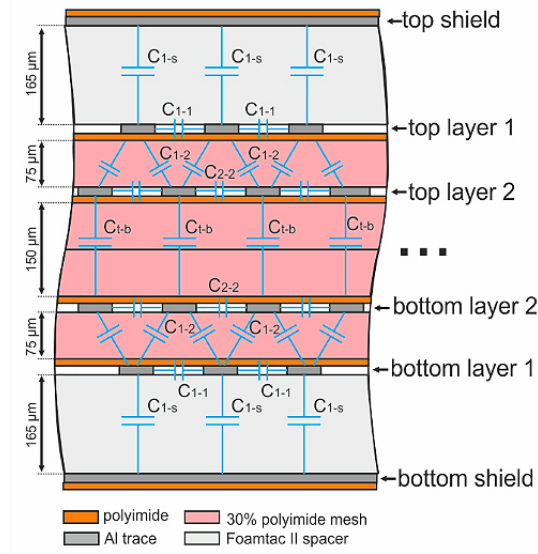 top shield
165 µm
C1-s C1-s C1-s
C1-1 C1-1
top layer 1
75 µm
C1-2 C1-2
C2-2
top layer 2
150 µm
Ct-b Ct-b Ct-b Ct-b
...
C2-2
bottom layer 2
75 µm
C1-2 C1-2
bottom layer 1
C1-1 C1-1
165 µm
C1-s C1-s C1-s
bottom shield
polyimide 30% polyimide mesh
Al trace Foamtac II spacer